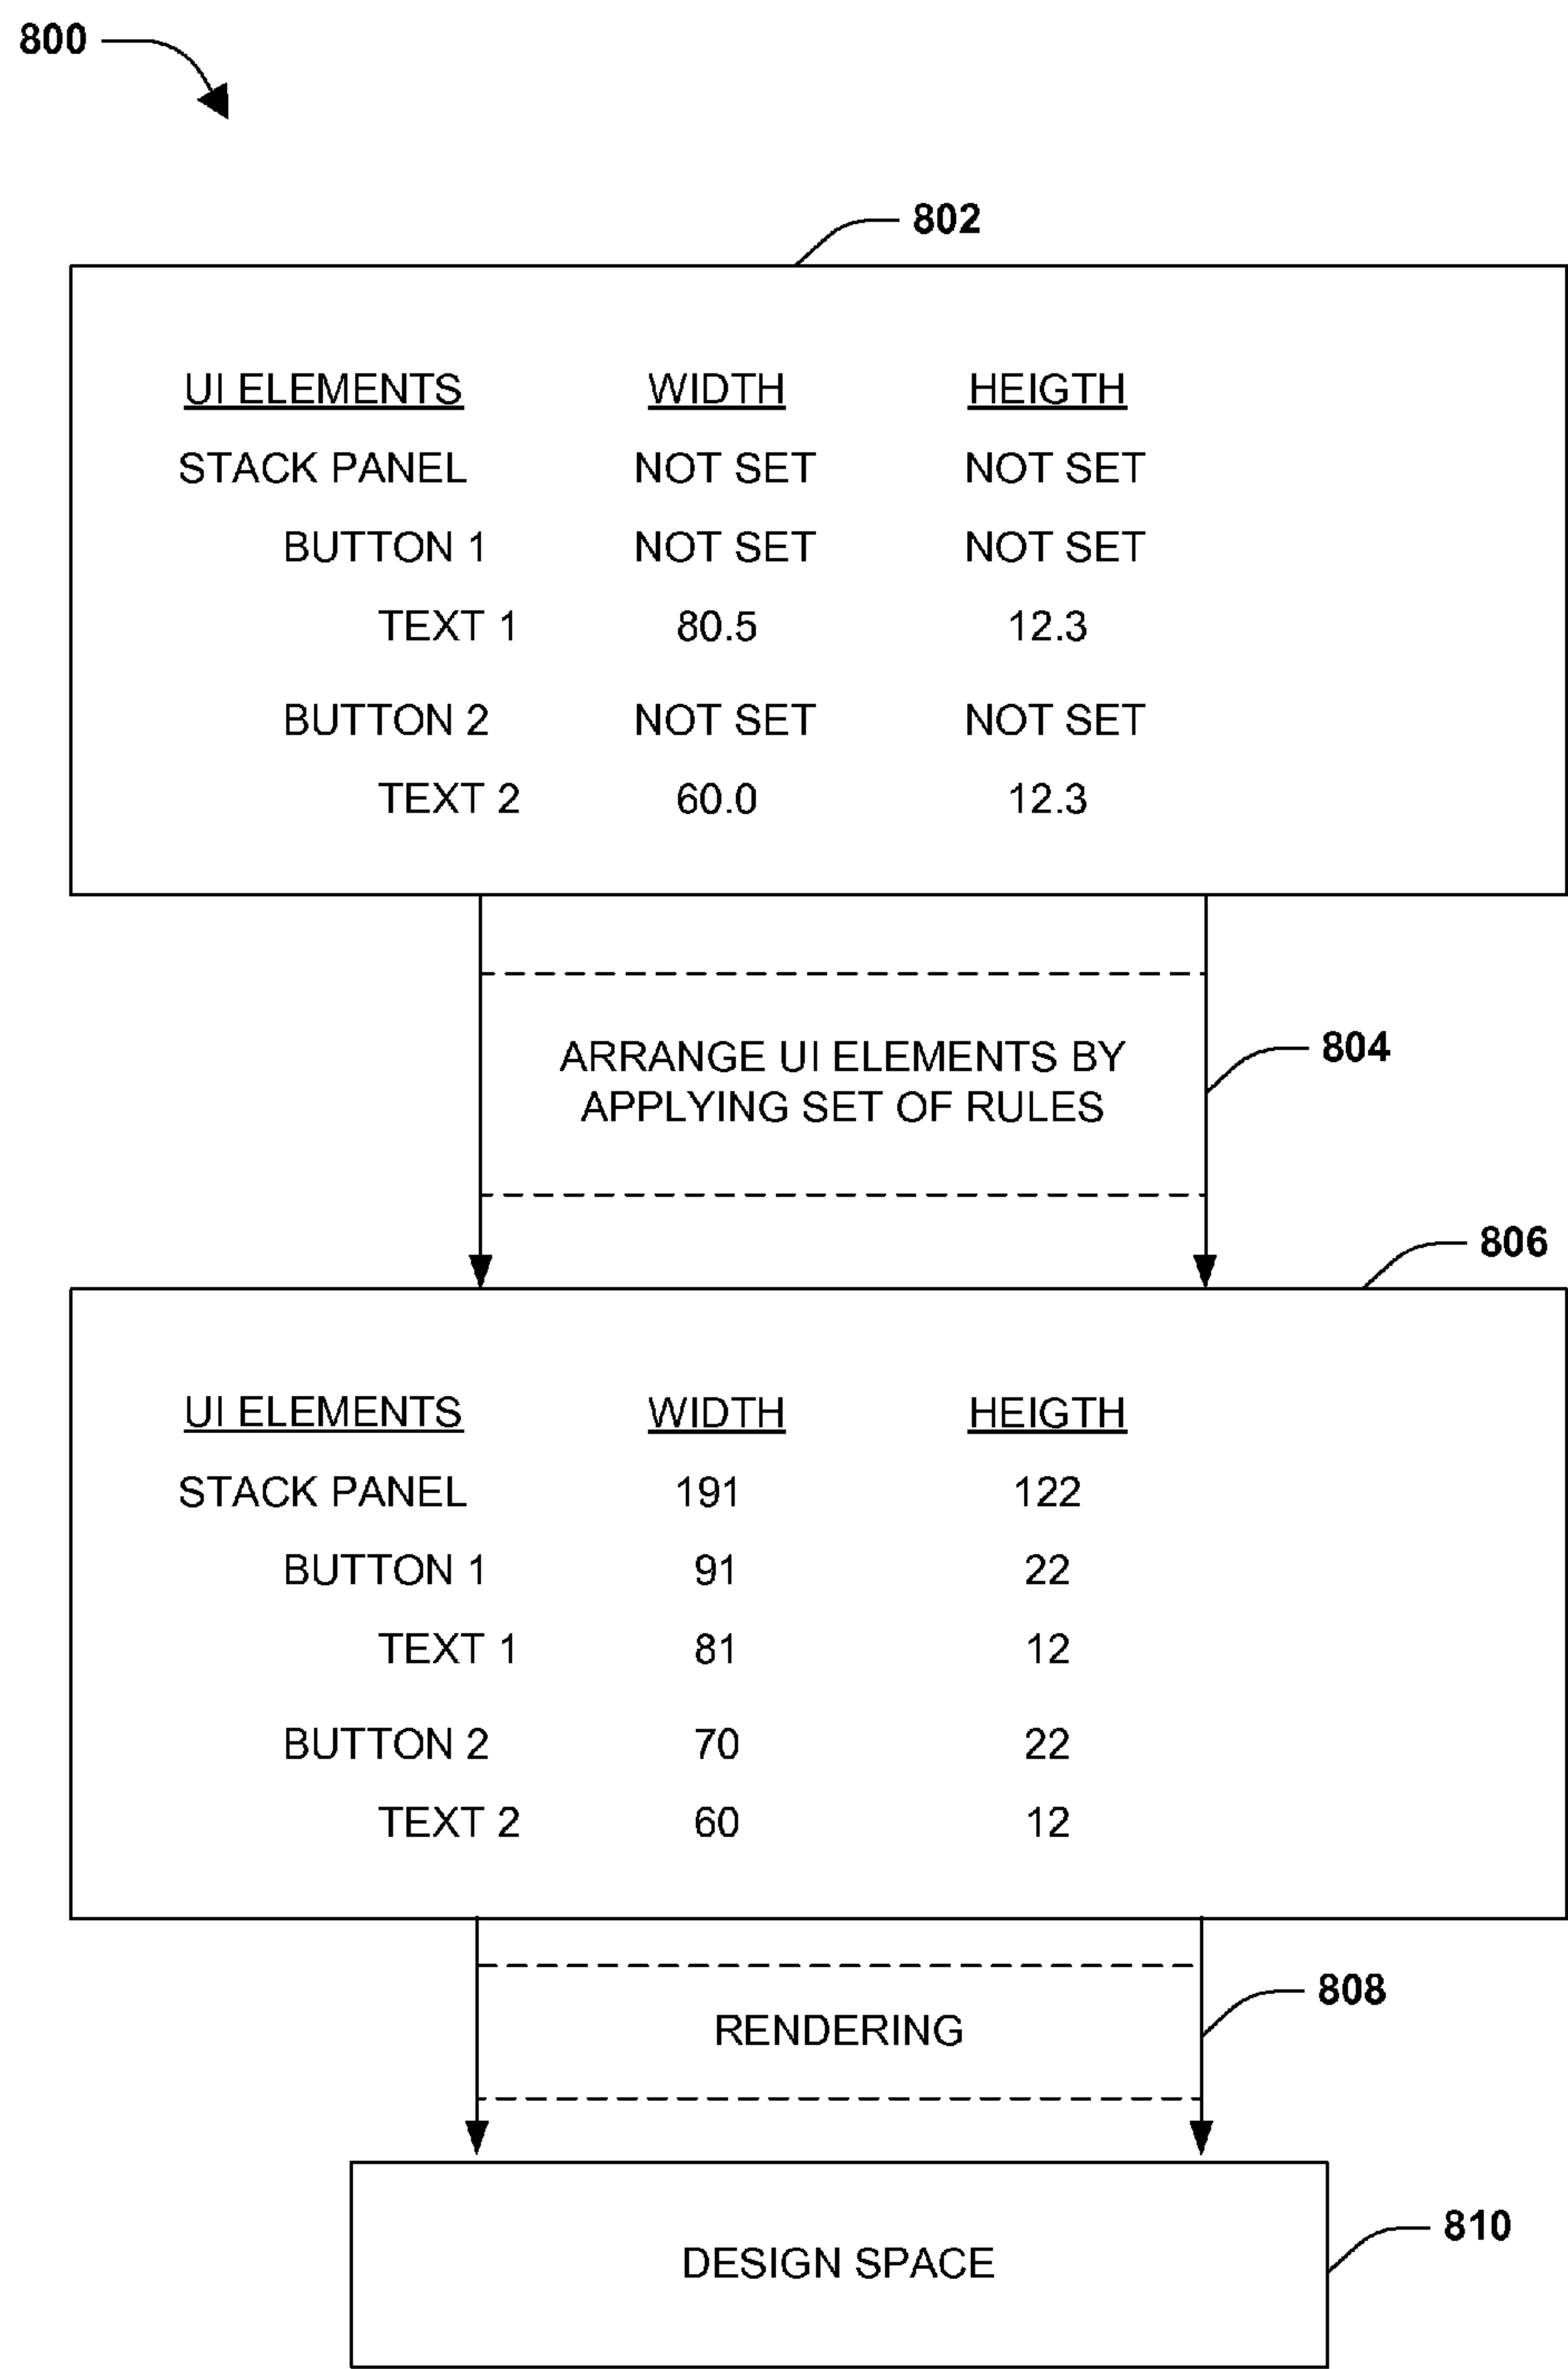 800
802
UI ELEMENTS WIDTH HEIGTH
STACK PANEL NOT SET NOT SET
BUTTON 1 NOT SET NOT SET
TEXT 1 80.5 12.3
BUTTON 2 NOT SET NOT SET
TEXT 2 60.0 12.3
ARRANGE UI ELEMENTS BY
APPLYING SET OF RULES
804
806
UI ELEMENTS WIDTH HEIGTH
STACK PANEL 191 122
BUTTON 1 91 22
TEXT 1 81 12
BUTTON 2 70 22
TEXT 2 60 12
808
RENDERING
810
DESIGN SPACE